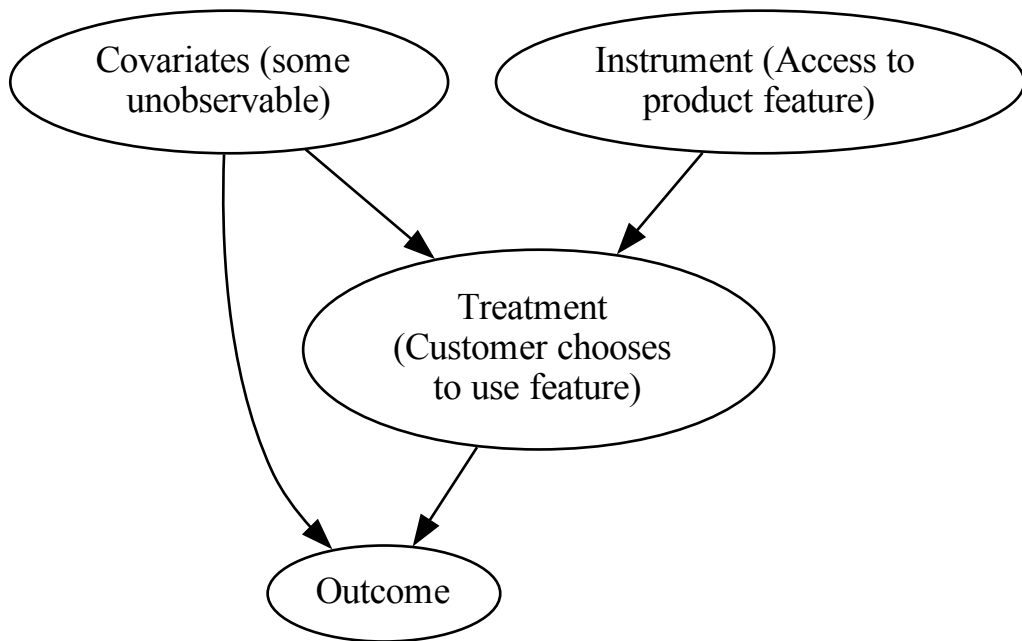 Covariates (some
unobservable)
Instrument (Access to
product feature)
Treatment
(Customer chooses
to use feature)
Outcome